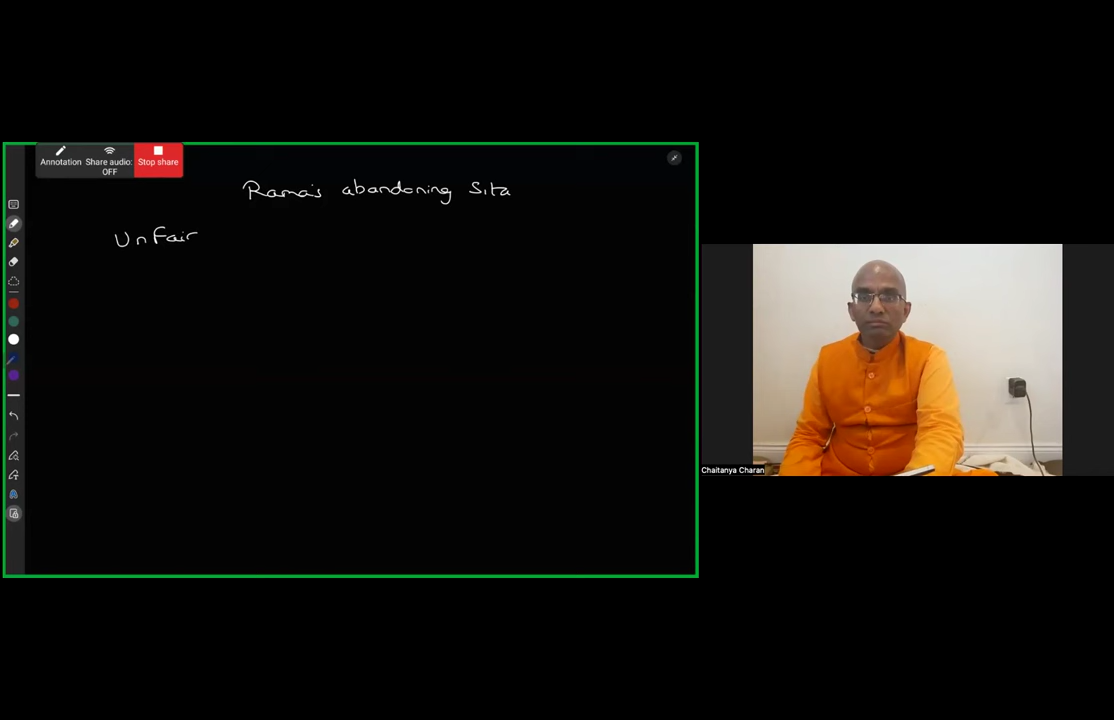 Annotation
Share audio:
OFF
Stop share
Rama's abandoning Sita
Unfair
Chaitanya Charan